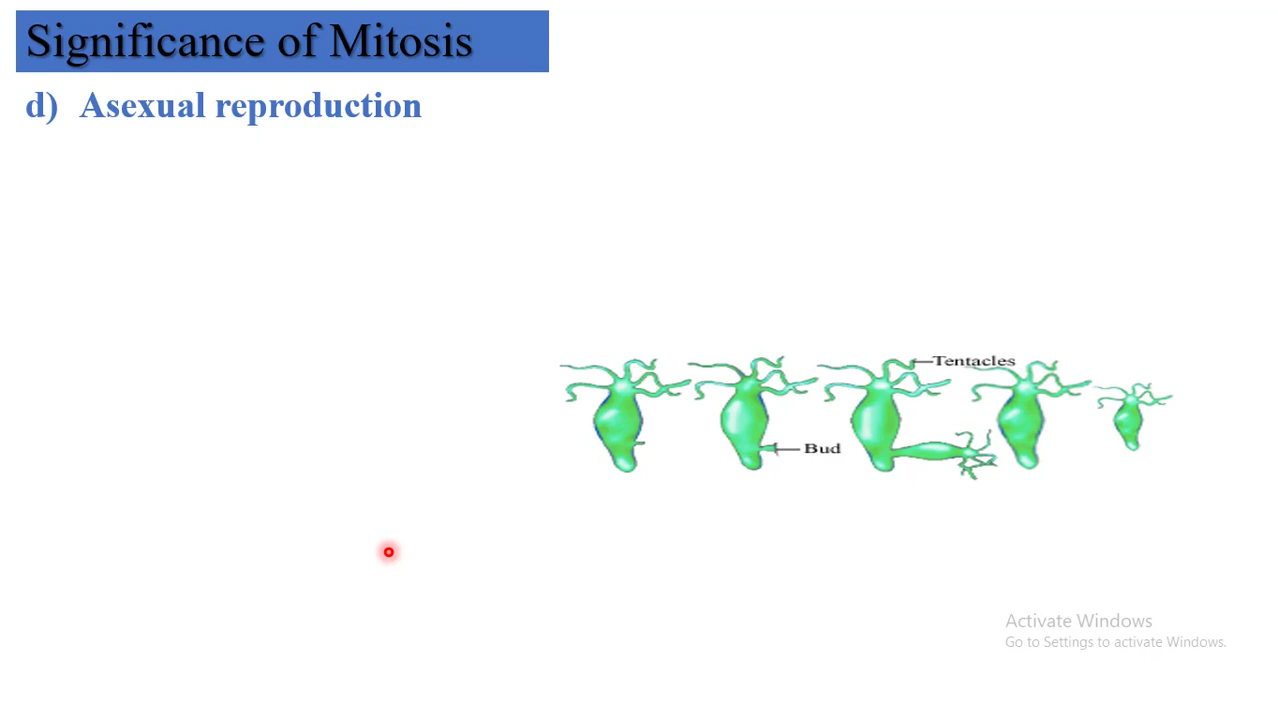 Significance of Mitosis
d) Asexual reproduction
Tentacles
Bud
Activate Windows
Go to Settings to activate Windows.